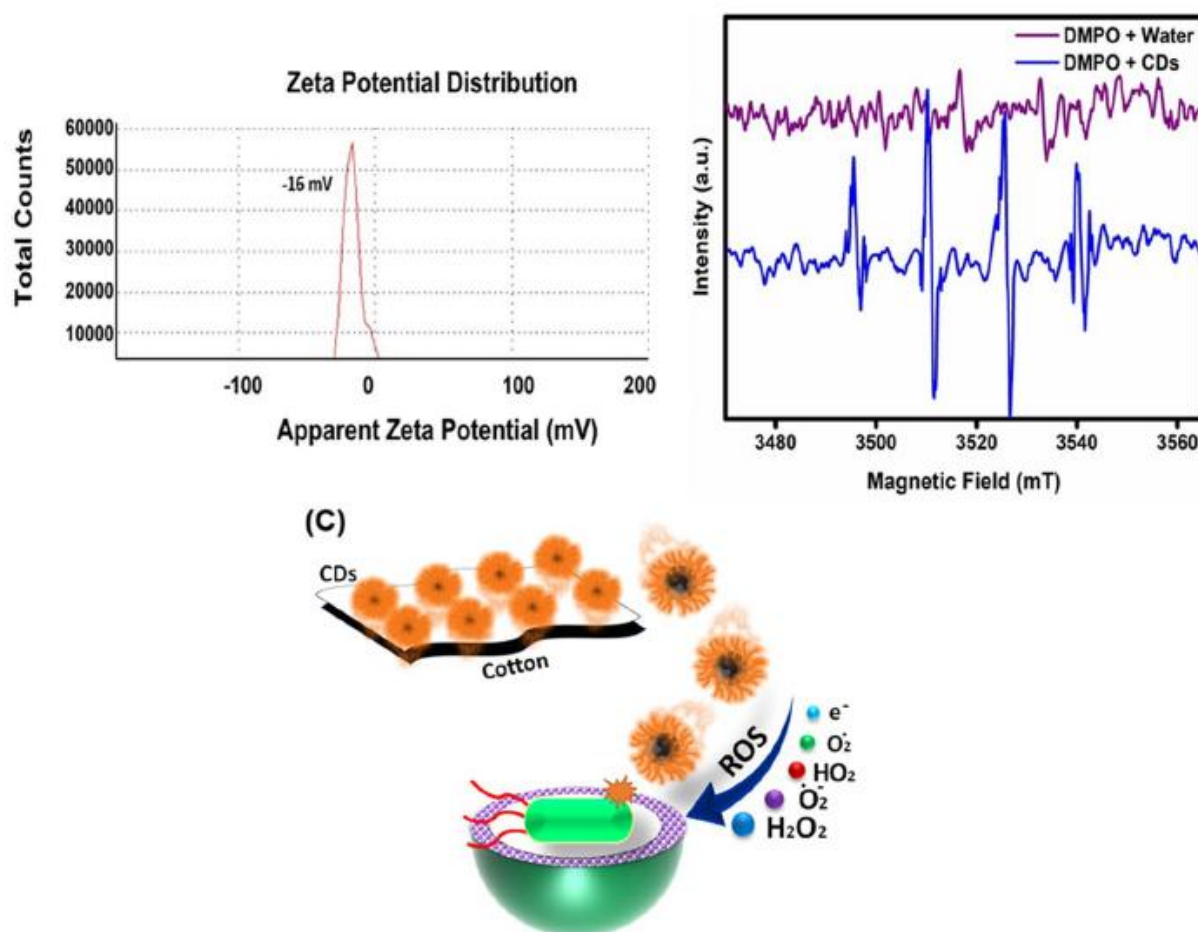 Zeta Potential Distribution
Total Counts
60000
50000
40000
30000
20000
10000
-16 mV
-100 0 100 200
Apparent Zeta Potential (mV)
DMPO + Water
DMPO + CDs
Intensity (a.u.)
3480 3500 3520 3540 3560
Magnetic Field (mT)
(C)
CDs
Cotton
ROS
e⁻
O₂˙⁻
HO₂
˙O₂⁻
H₂O₂